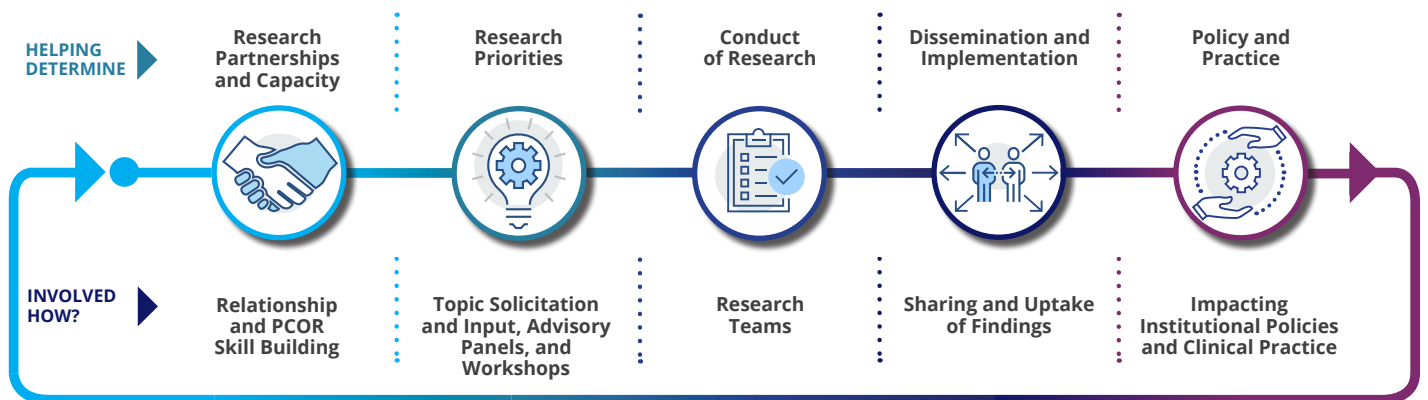 HELPING
DETERMINE
Research
Partnerships
and Capacity
Research
Priorities
Conduct
of Research
Dissemination and
Implementation
Policy and
Practice
INVOLVED
HOW?
Relationship
and PCOR
Skill Building
Topic Solicitation
and Input, Advisory
Panels, and
Workshops
Research
Teams
Sharing and Uptake
of Findings
Impacting
Institutional Policies
and Clinical Practice